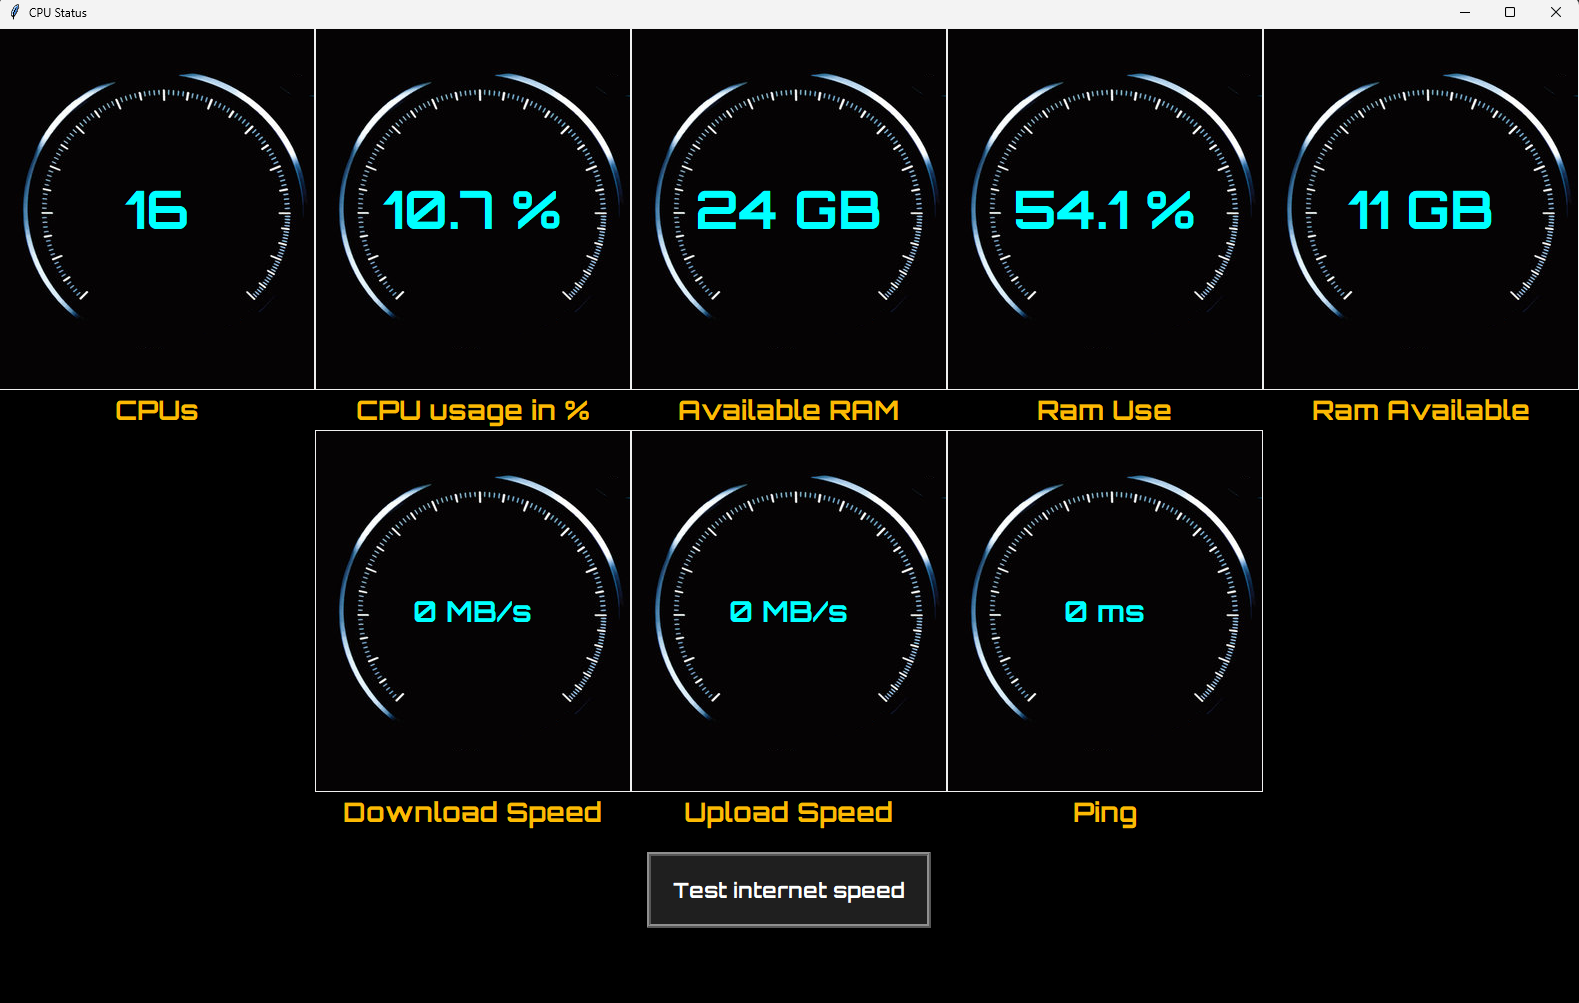 CPU Status
16
10.7 %
24 GB
54.1 %
11 GB
CPUs
CPU usage in %
Available RAM
Ram Use
Ram Available
0 MB/s
0 MB/s
0 ms
Download Speed
Upload Speed
Ping
Test internet speed